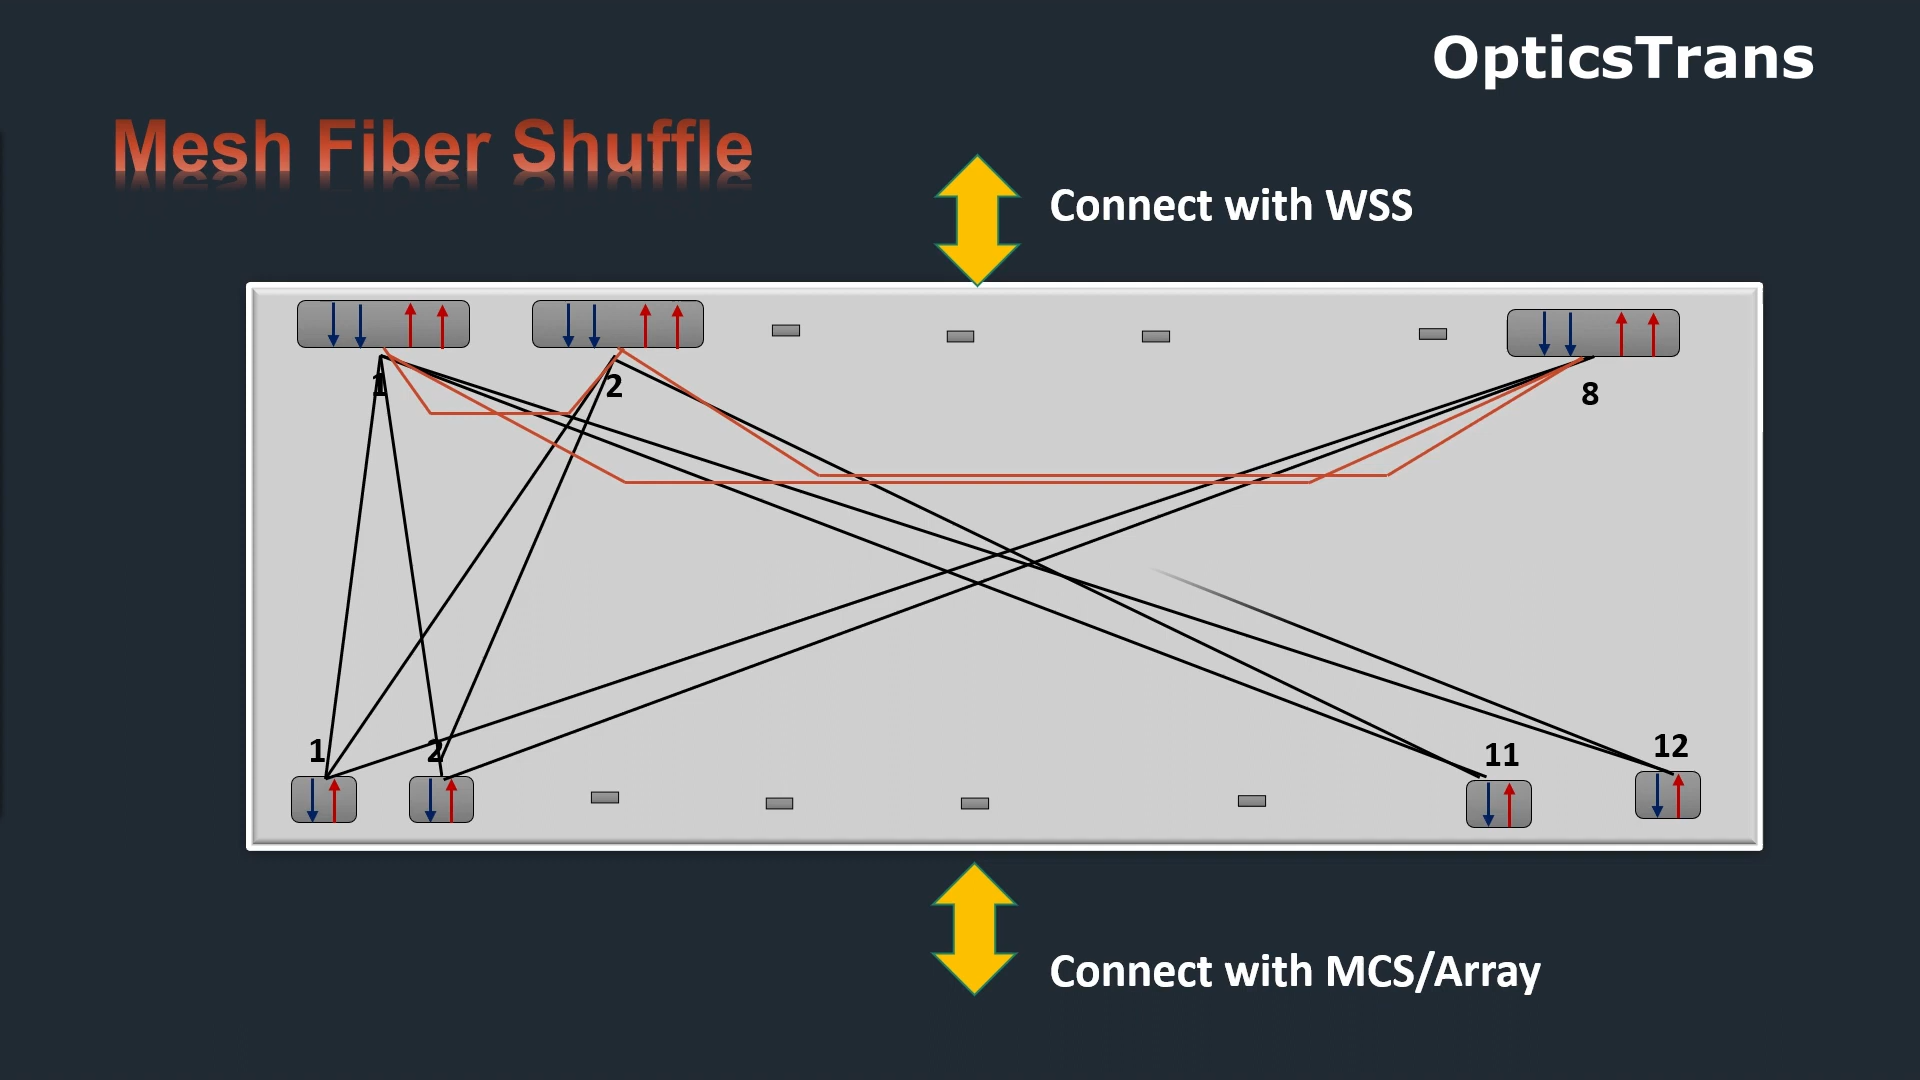 OpticsTrans
Mesh Fiber Shuffle
Connect with WSS
1
2
8
1
2
11
12
Connect with MCS/Array